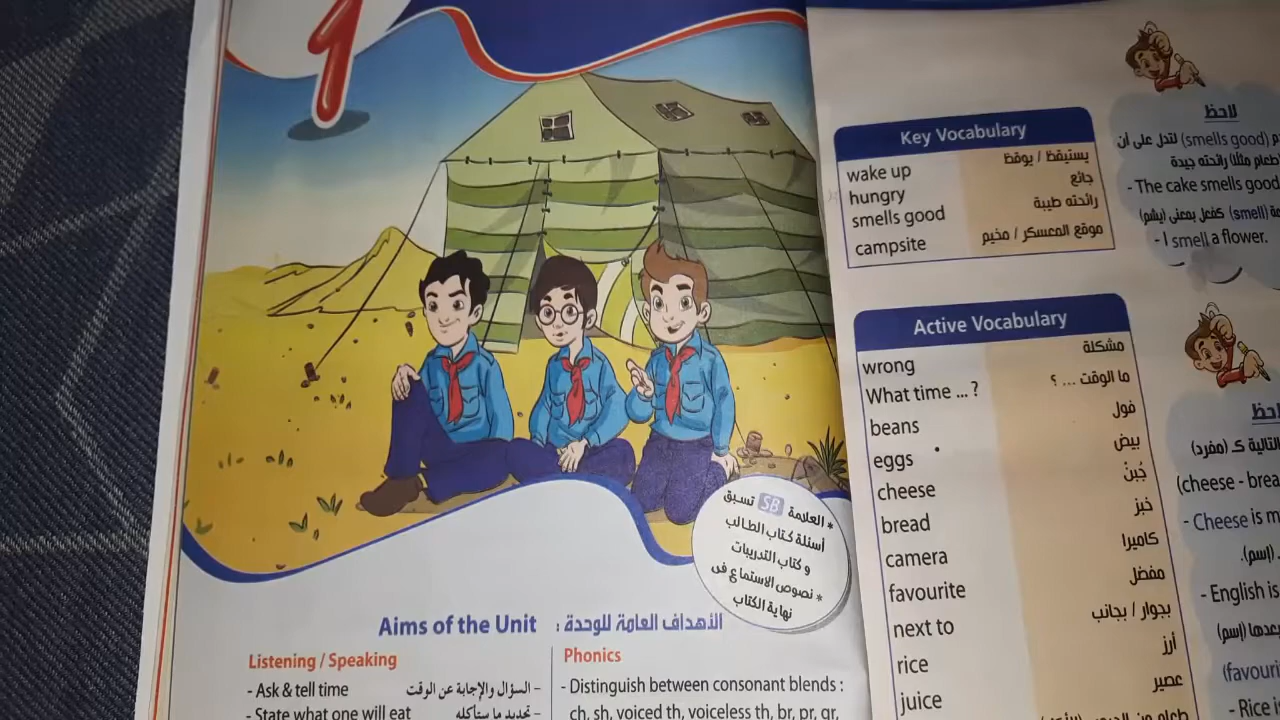 1
* العلامة SB تسبق
أسئلة كتاب الطالب
و كتاب التدريبات
* نصوص الاستماع فى
نهاية الكتاب
Aims of the Unit الأهداف العامة للوحدة :
Listening / Speaking
- Ask & tell time - السؤال والإجابة عن الوقت
- State what one will eat - تحديد ما ستأكله
Phonics
- Distinguish between consonant blends :
ch, sh, voiced th, voiceless th, br, pr, gr,
Key Vocabulary
wake up يستيقظ / يوقظ
hungry جائع
smells good رائحته طيبة
campsite موقع المعسكر / مخيم
Active Vocabulary
wrong مشكلة
What time ... ? ما الوقت ... ؟
beans فول
eggs بيض
cheese جُبنْ
bread خبز
camera كاميرا
favourite مفضل
next to بجوار / بجانب
rice أرز
juice عصير
لاحظ
(smells good) لتدل على أن
طعام مثلاً) رائحته جيدة
- The cake smells good
(smell) كفعل بمعنى (يشم)
- I smell a flower.
التالية كـ (مفرد)
(cheese - brea
- Cheese is m
(إسم).
- English is
بعدها (إسم)
(favouri
- Rice i